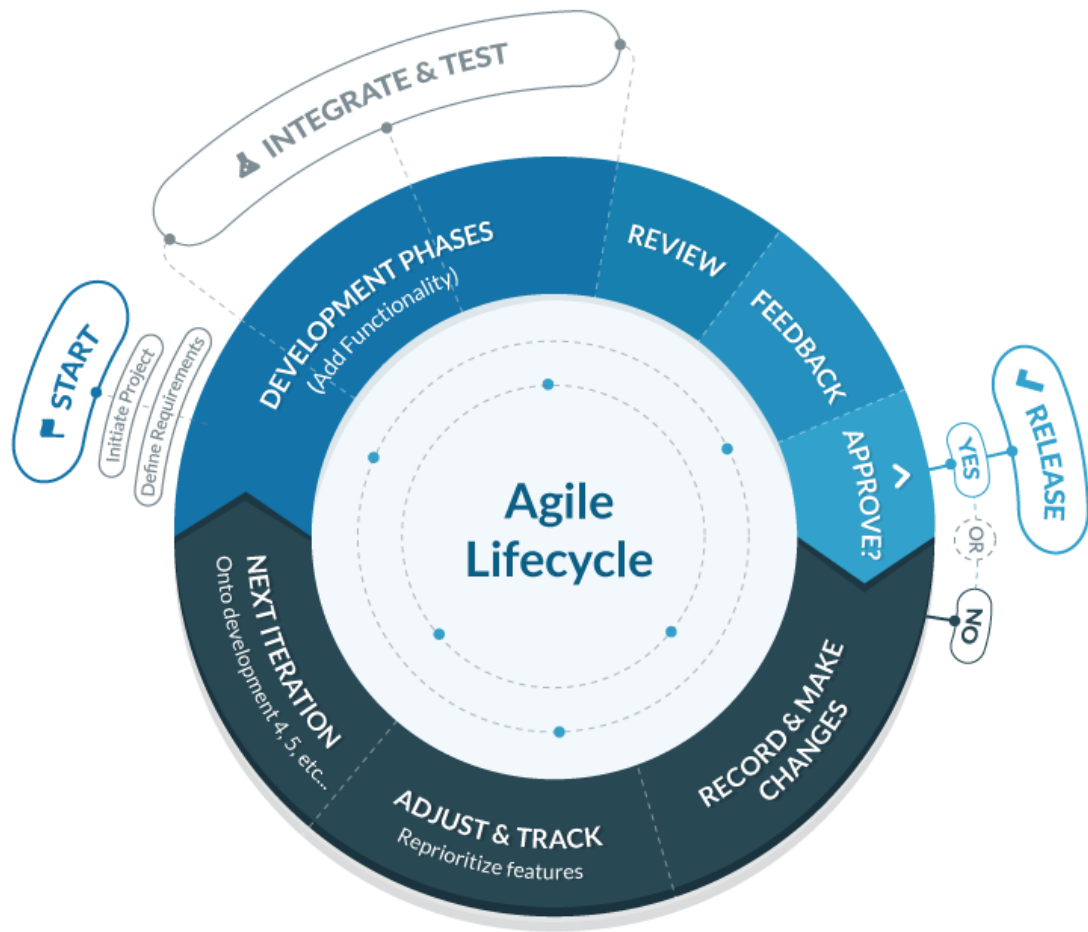 INTEGRATE & TEST
START
Initiate Project
Define Requirements
DEVELOPMENT PHASES
(Add Functionality)
REVIEW
FEEDBACK
APPROVE?
YES
RELEASE
OR
NO
RECORD & MAKE
CHANGES
ADJUST & TRACK
Reprioritize features
NEXT ITERATION
Onto development 4, 5, etc...
Agile
Lifecycle